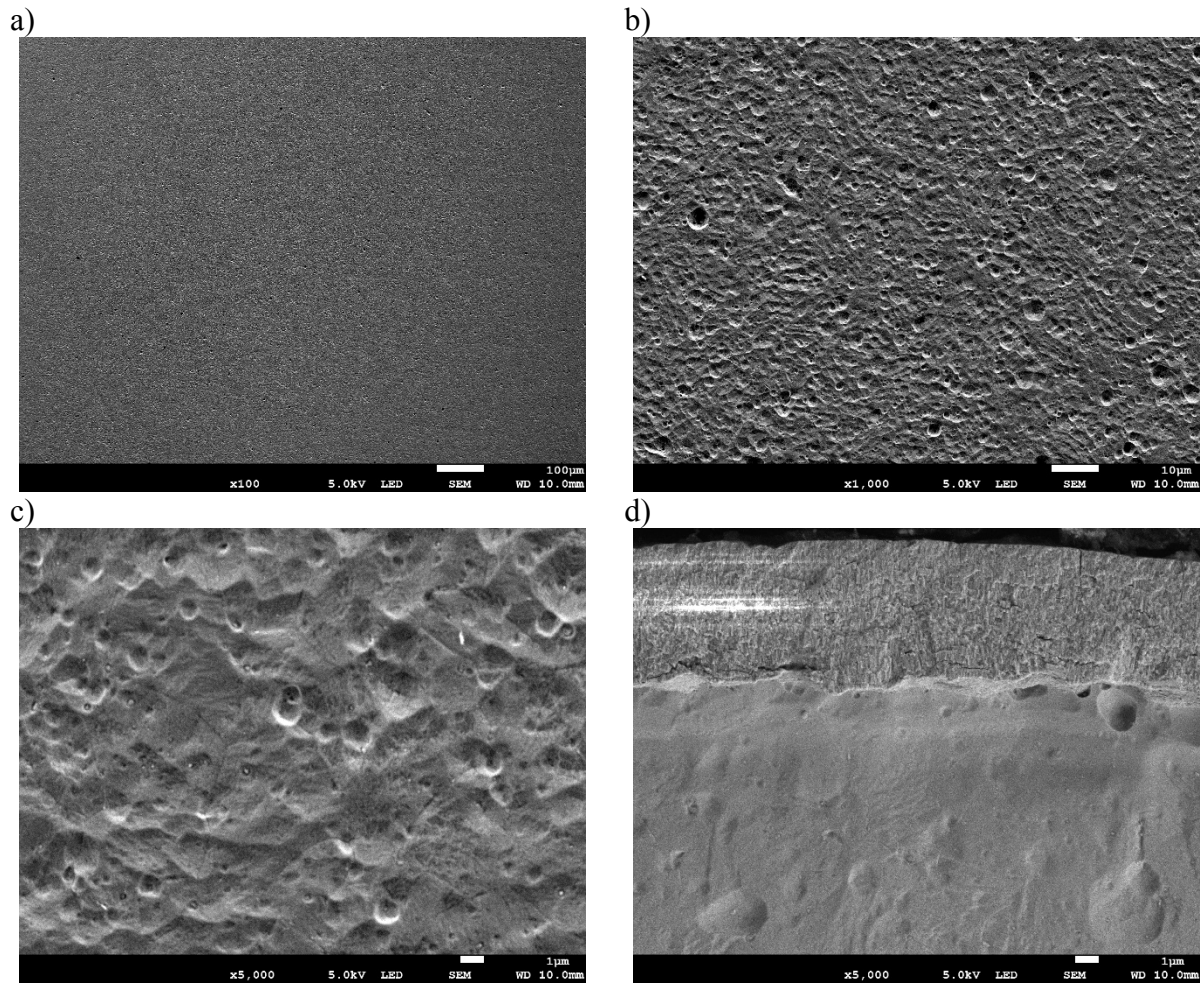 a)
b)
100µm
x100 5.0kV LED SEM WD 10.0mm
10µm
x1,000 5.0kV LED SEM WD 10.0mm
c)
d)
1µm
x5,000 5.0kV LED SEM WD 10.0mm
1µm
x5,000 5.0kV LED SEM WD 10.0mm